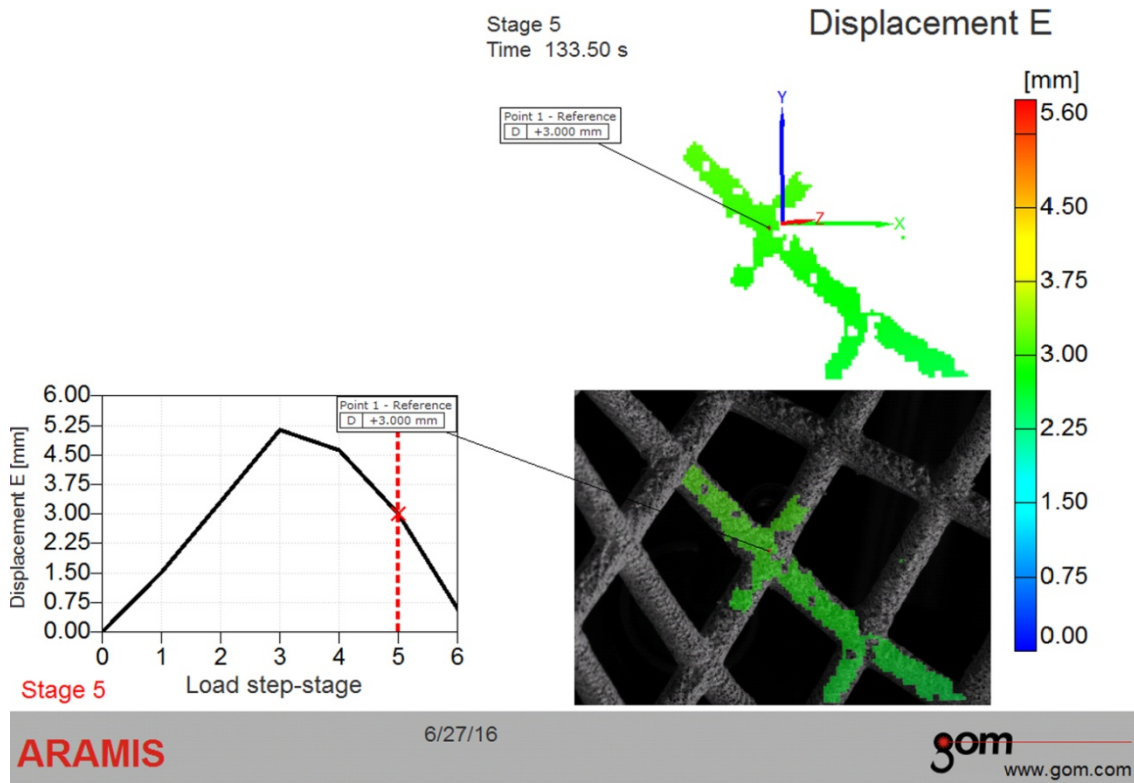 Stage 5
Time 133.50 s
Displacement E
[mm]
Point 1 - Reference
D +3.000 mm
Y
Z
X
5.60
4.50
3.75
3.00
2.25
1.50
0.75
0.00
Displacement E [mm]
6.00
5.25
4.50
3.75
3.00
2.25
1.50
0.75
0.00
Point 1 - Reference
D +3.000 mm
0 1 2 3 4 5 6
Stage 5
Load step-stage
ARAMIS
6/27/16
gom
www.gom.com